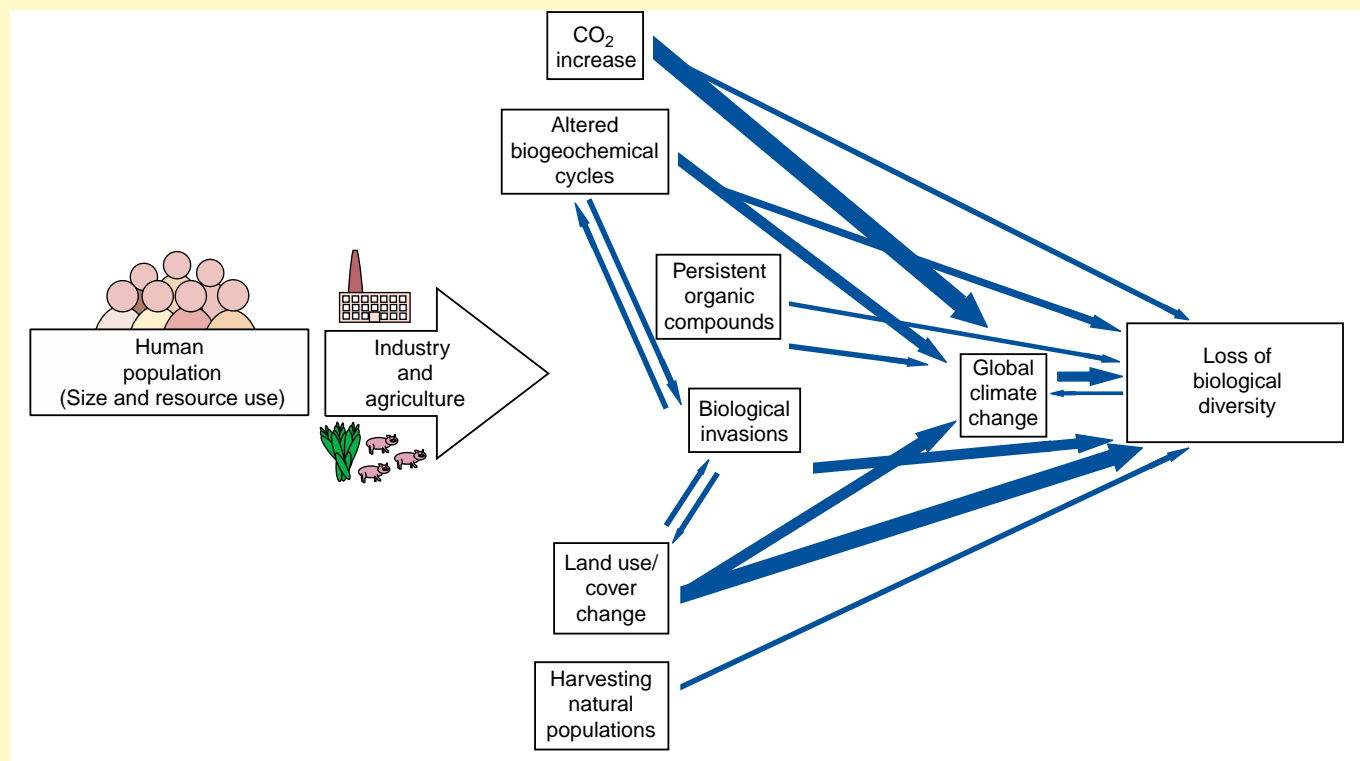 CO₂
increase
Altered
biogeochemical
cycles
Persistent
organic
compounds
Human
population
(Size and resource use)
Industry
and
agriculture
Biological
invasions
Global
climate
change
Loss of
biological
diversity
Land use/
cover
change
Harvesting
natural
populations